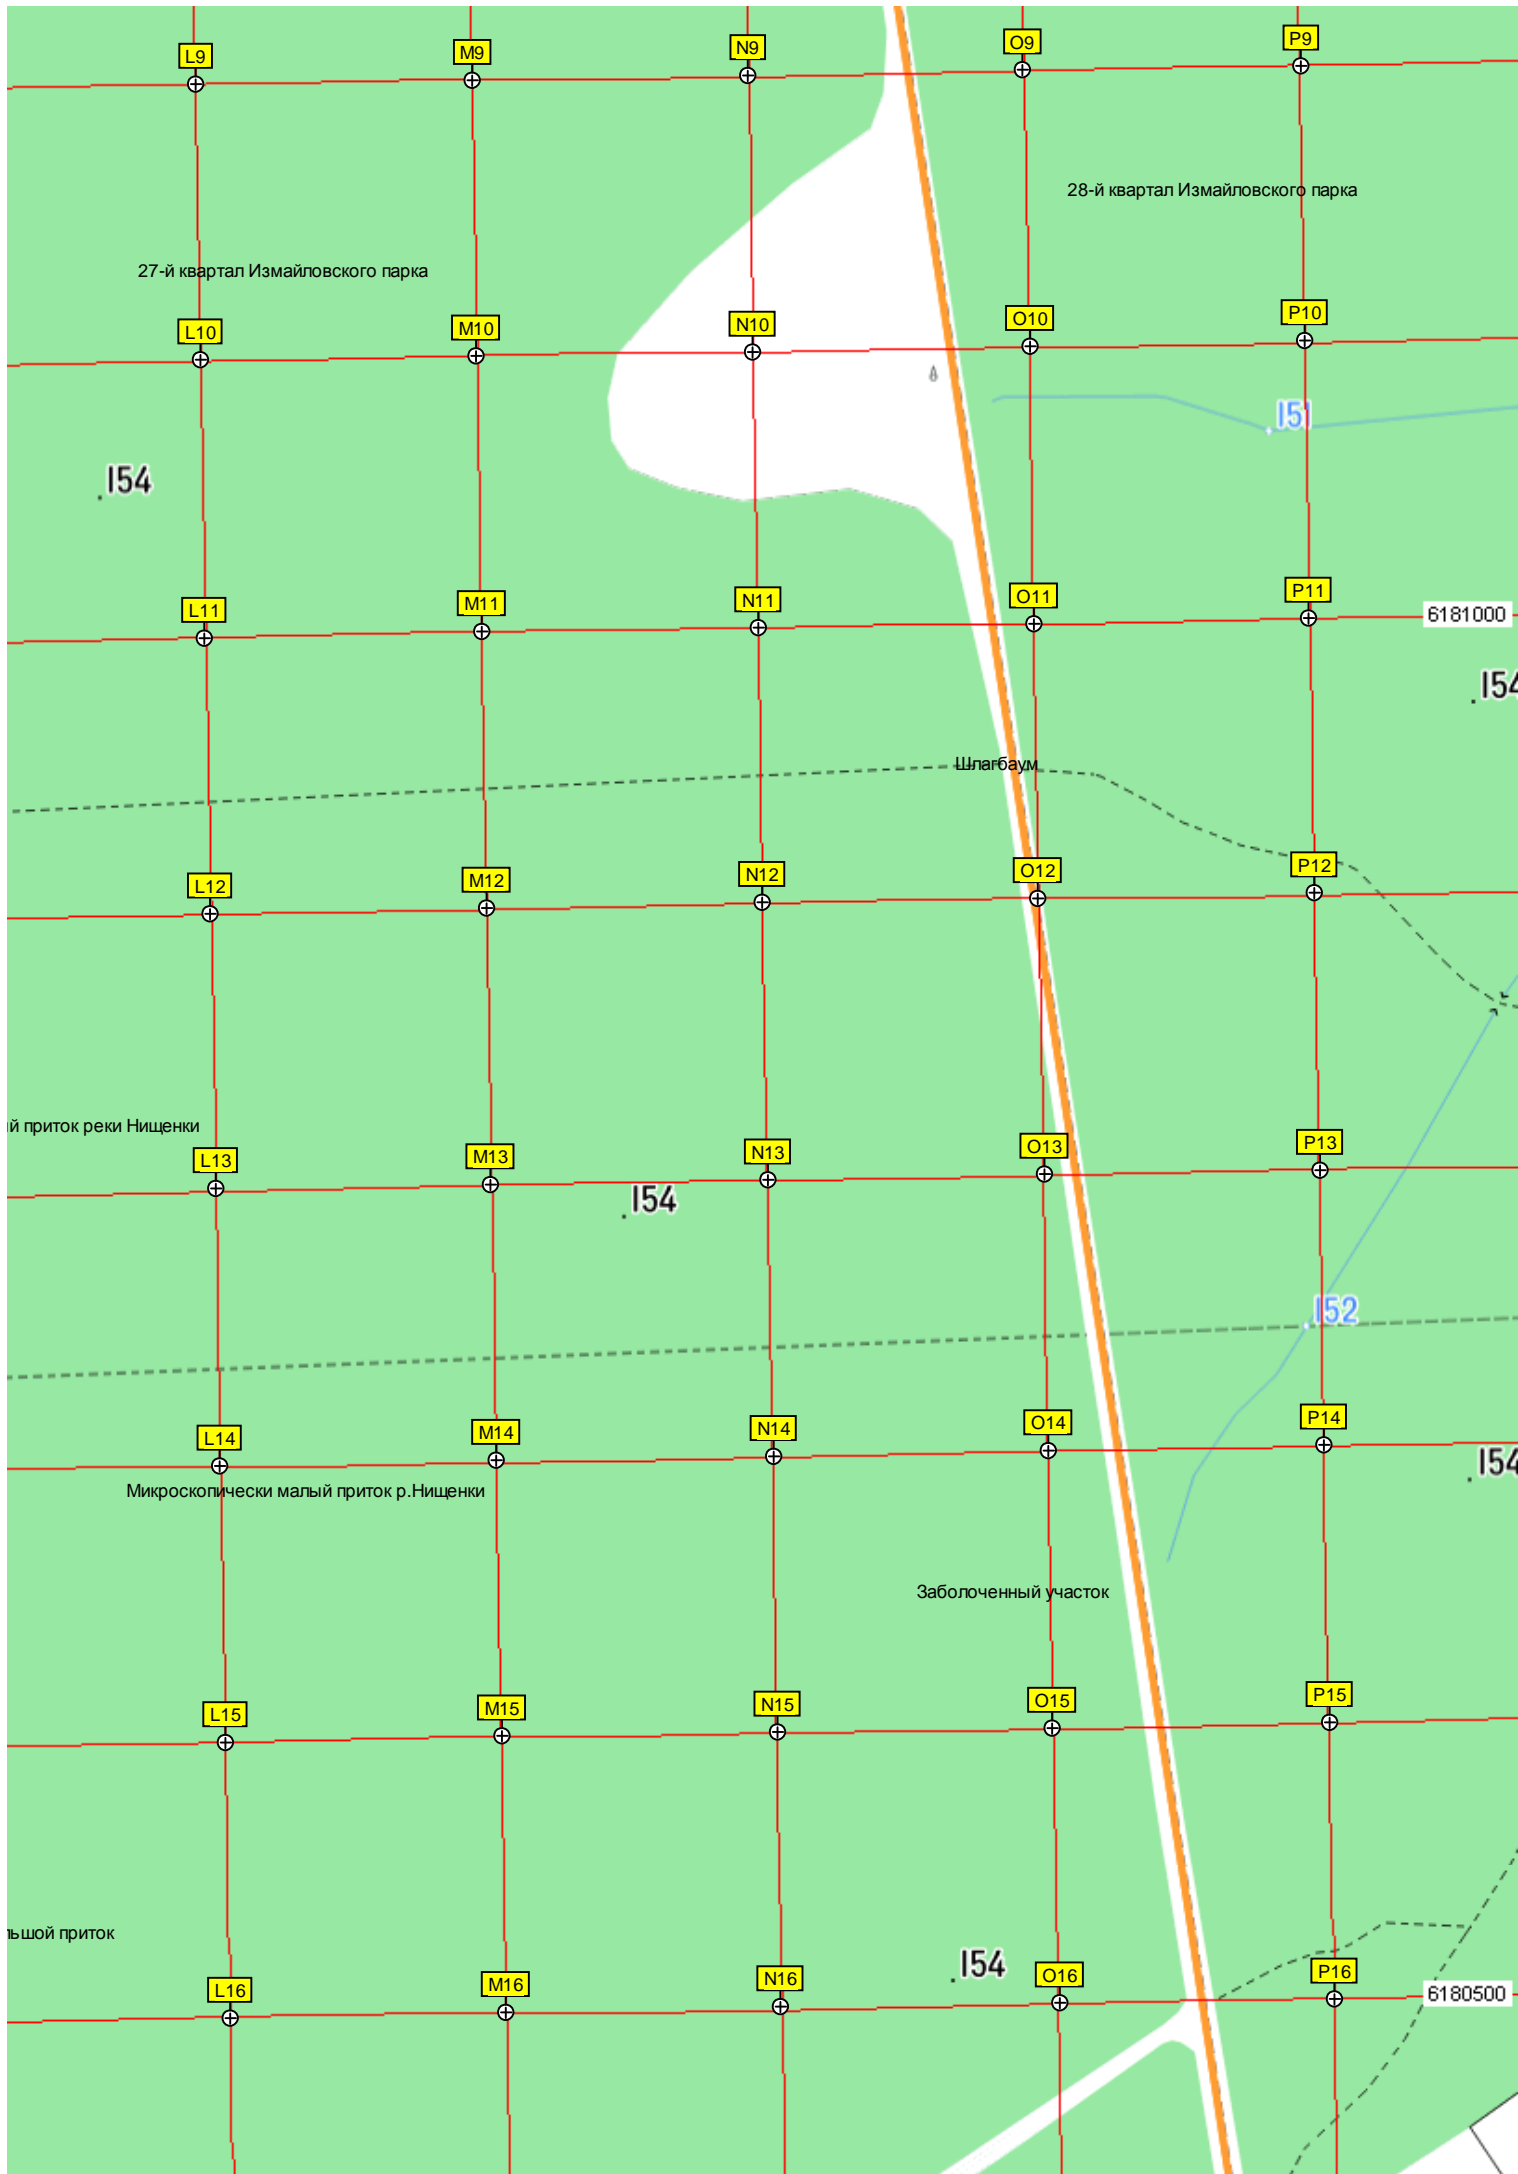 L9
M9
N9
O9
P9
28-й квартал Измайловского парка
27-й квартал Измайловского парка
L10
M10
N10
O10
P10
151
154
L11
M11
N11
O11
P11
6181000
154
Шлагбаум
L12
M12
N12
O12
P12
й приток реки Нищенки
L13
M13
N13
O13
P13
154
152
L14
M14
N14
O14
P14
154
Микроскопически малый приток р.Нищенки
Заболоченный участок
L15
M15
N15
O15
P15
льшой приток
154
L16
M16
N16
O16
P16
6180500